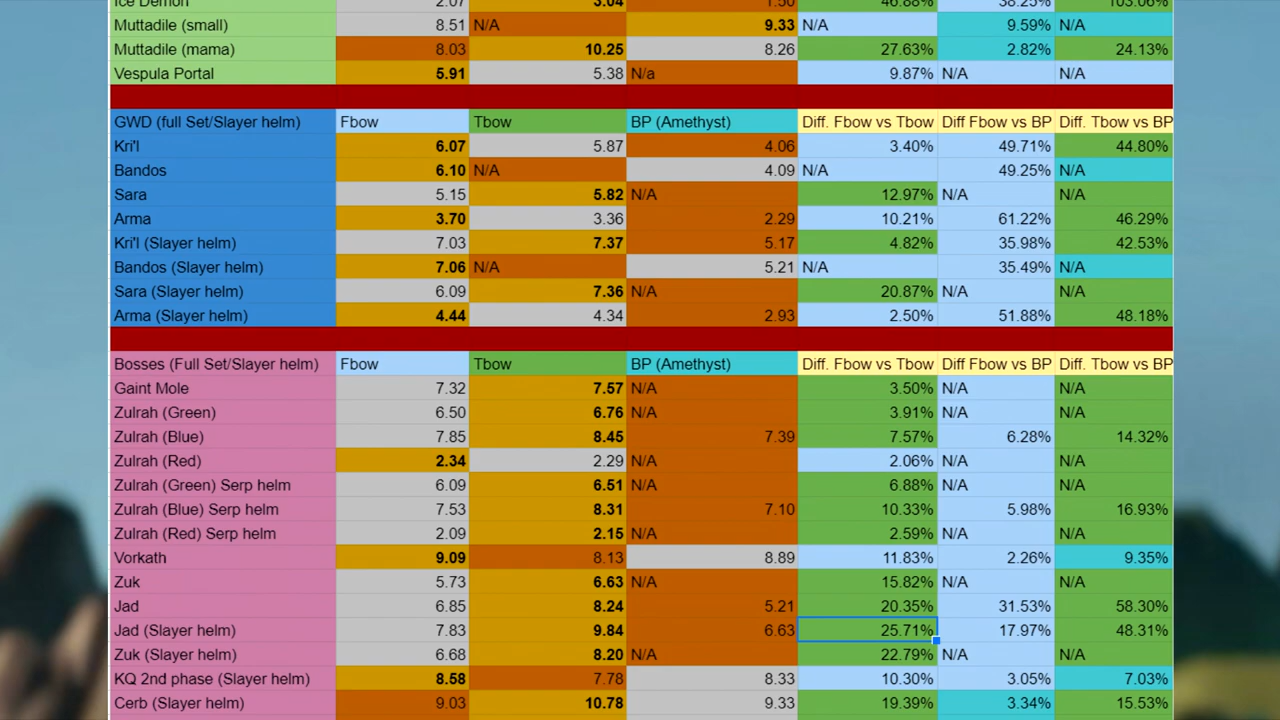 Ice Demon 2.07 3.04 1.50 46.88% 38.25% 103.06%
Muttadile (small) 8.51 N/A 9.33 N/A 9.59% N/A
Muttadile (mama) 8.03 10.25 8.26 27.63% 2.82% 24.13%
Vespula Portal 5.91 5.38 N/a 9.87% N/A N/A
GWD (full Set/Slayer helm) Fbow Tbow BP (Amethyst) Diff. Fbow vs Tbow Diff Fbow vs BP Diff. Tbow vs BP
Kri'l 6.07 5.87 4.06 3.40% 49.71% 44.80%
Bandos 6.10 N/A 4.09 N/A 49.25% N/A
Sara 5.15 5.82 N/A 12.97% N/A N/A
Arma 3.70 3.36 2.29 10.21% 61.22% 46.29%
Kri'l (Slayer helm) 7.03 7.37 5.17 4.82% 35.98% 42.53%
Bandos (Slayer helm) 7.06 N/A 5.21 N/A 35.49% N/A
Sara (Slayer helm) 6.09 7.36 N/A 20.87% N/A N/A
Arma (Slayer helm) 4.44 4.34 2.93 2.50% 51.88% 48.18%
Bosses (Full Set/Slayer helm) Fbow Tbow BP (Amethyst) Diff. Fbow vs Tbow Diff Fbow vs BP Diff. Tbow vs BP
Gaint Mole 7.32 7.57 N/A 3.50% N/A N/A
Zulrah (Green) 6.50 6.76 N/A 3.91% N/A N/A
Zulrah (Blue) 7.85 8.45 7.39 7.57% 6.28% 14.32%
Zulrah (Red) 2.34 2.29 N/A 2.06% N/A N/A
Zulrah (Green) Serp helm 6.09 6.51 N/A 6.88% N/A N/A
Zulrah (Blue) Serp helm 7.53 8.31 7.10 10.33% 5.98% 16.93%
Zulrah (Red) Serp helm 2.09 2.15 N/A 2.59% N/A N/A
Vorkath 9.09 8.13 8.89 11.83% 2.26% 9.35%
Zuk 5.73 6.63 N/A 15.82% N/A N/A
Jad 6.85 8.24 5.21 20.35% 31.53% 58.30%
Jad (Slayer helm) 7.83 9.84 6.63 25.71% 17.97% 48.31%
Zuk (Slayer helm) 6.68 8.20 N/A 22.79% N/A N/A
KQ 2nd phase (Slayer helm) 8.58 7.78 8.33 10.30% 3.05% 7.03%
Cerb (Slayer helm) 9.03 10.78 9.33 19.39% 3.34% 15.53%